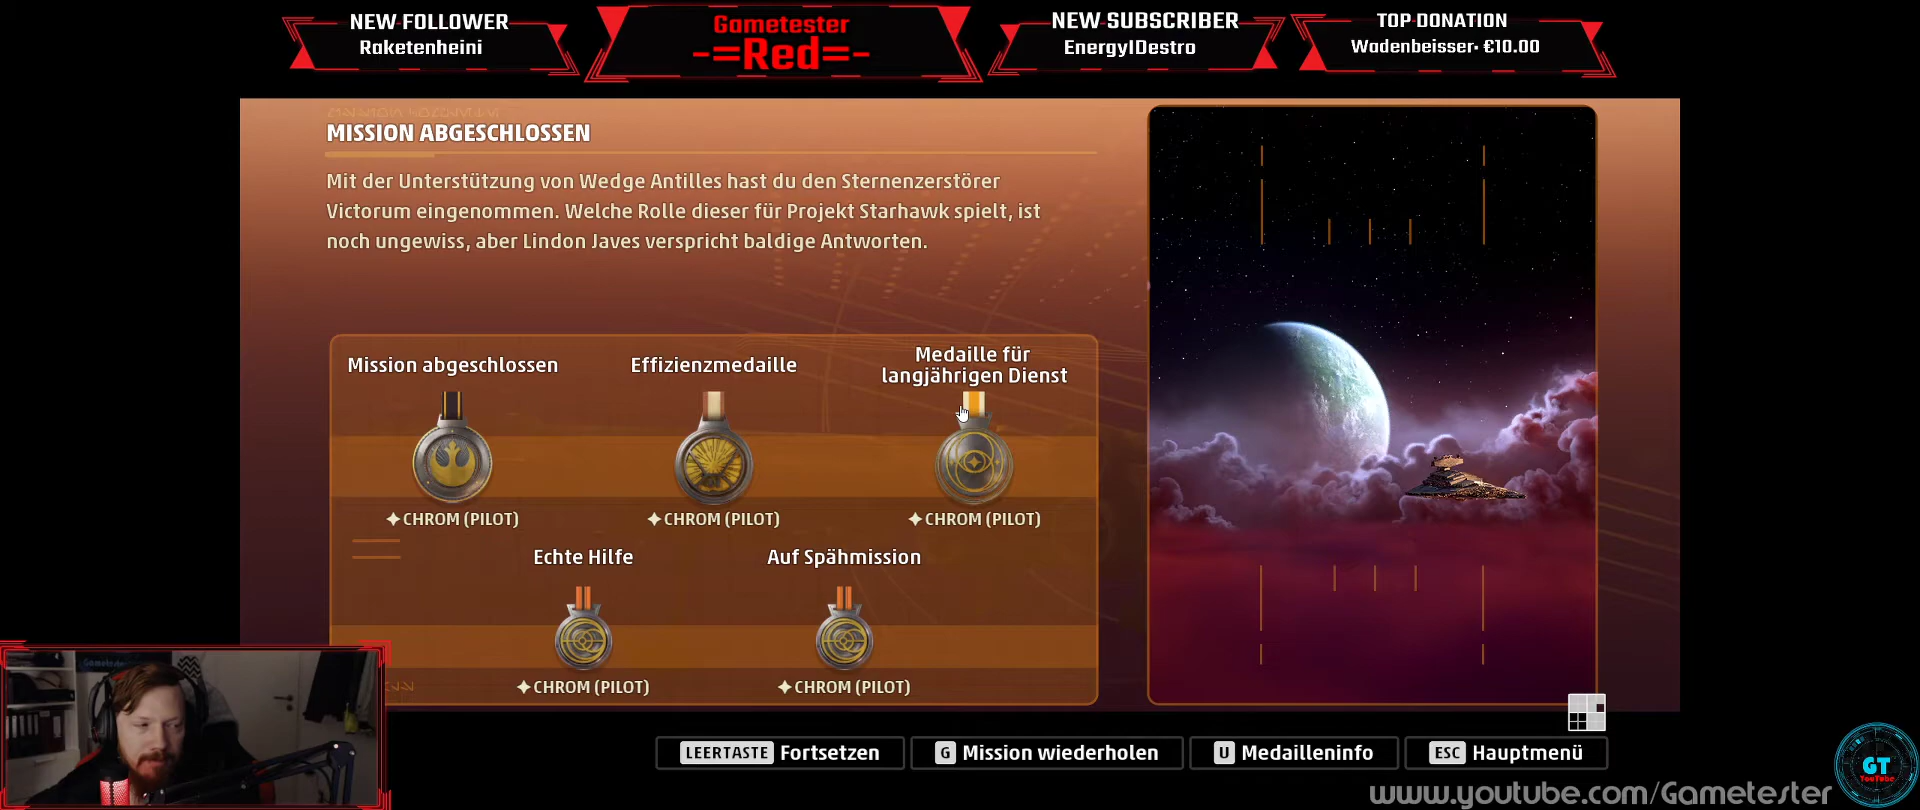 NEW FOLLOWER
Raketenheini
Gametester
-=Red=-
NEW SUBSCRIBER
EnergyIDestro
TOP DONATION
Wadenbeisser· €10.00
MISSION ABGESCHLOSSEN
Mit der Unterstützung von Wedge Antilles hast du den Sternenzerstörer
Victorum eingenommen. Welche Rolle dieser für Projekt Starhawk spielt, ist
noch ungewiss, aber Lindon Javes verspricht baldige Antworten.
Mission abgeschlossen
Effizienzmedaille
Medaille für
langjährigen Dienst
CHROM (PILOT)
CHROM (PILOT)
CHROM (PILOT)
Echte Hilfe
Auf Spähmission
CHROM (PILOT)
CHROM (PILOT)
LEERTASTE Fortsetzen
G Mission wiederholen
U Medailleninfo
ESC Hauptmenü
GT
YouTube
www.youtube.com/Gametester